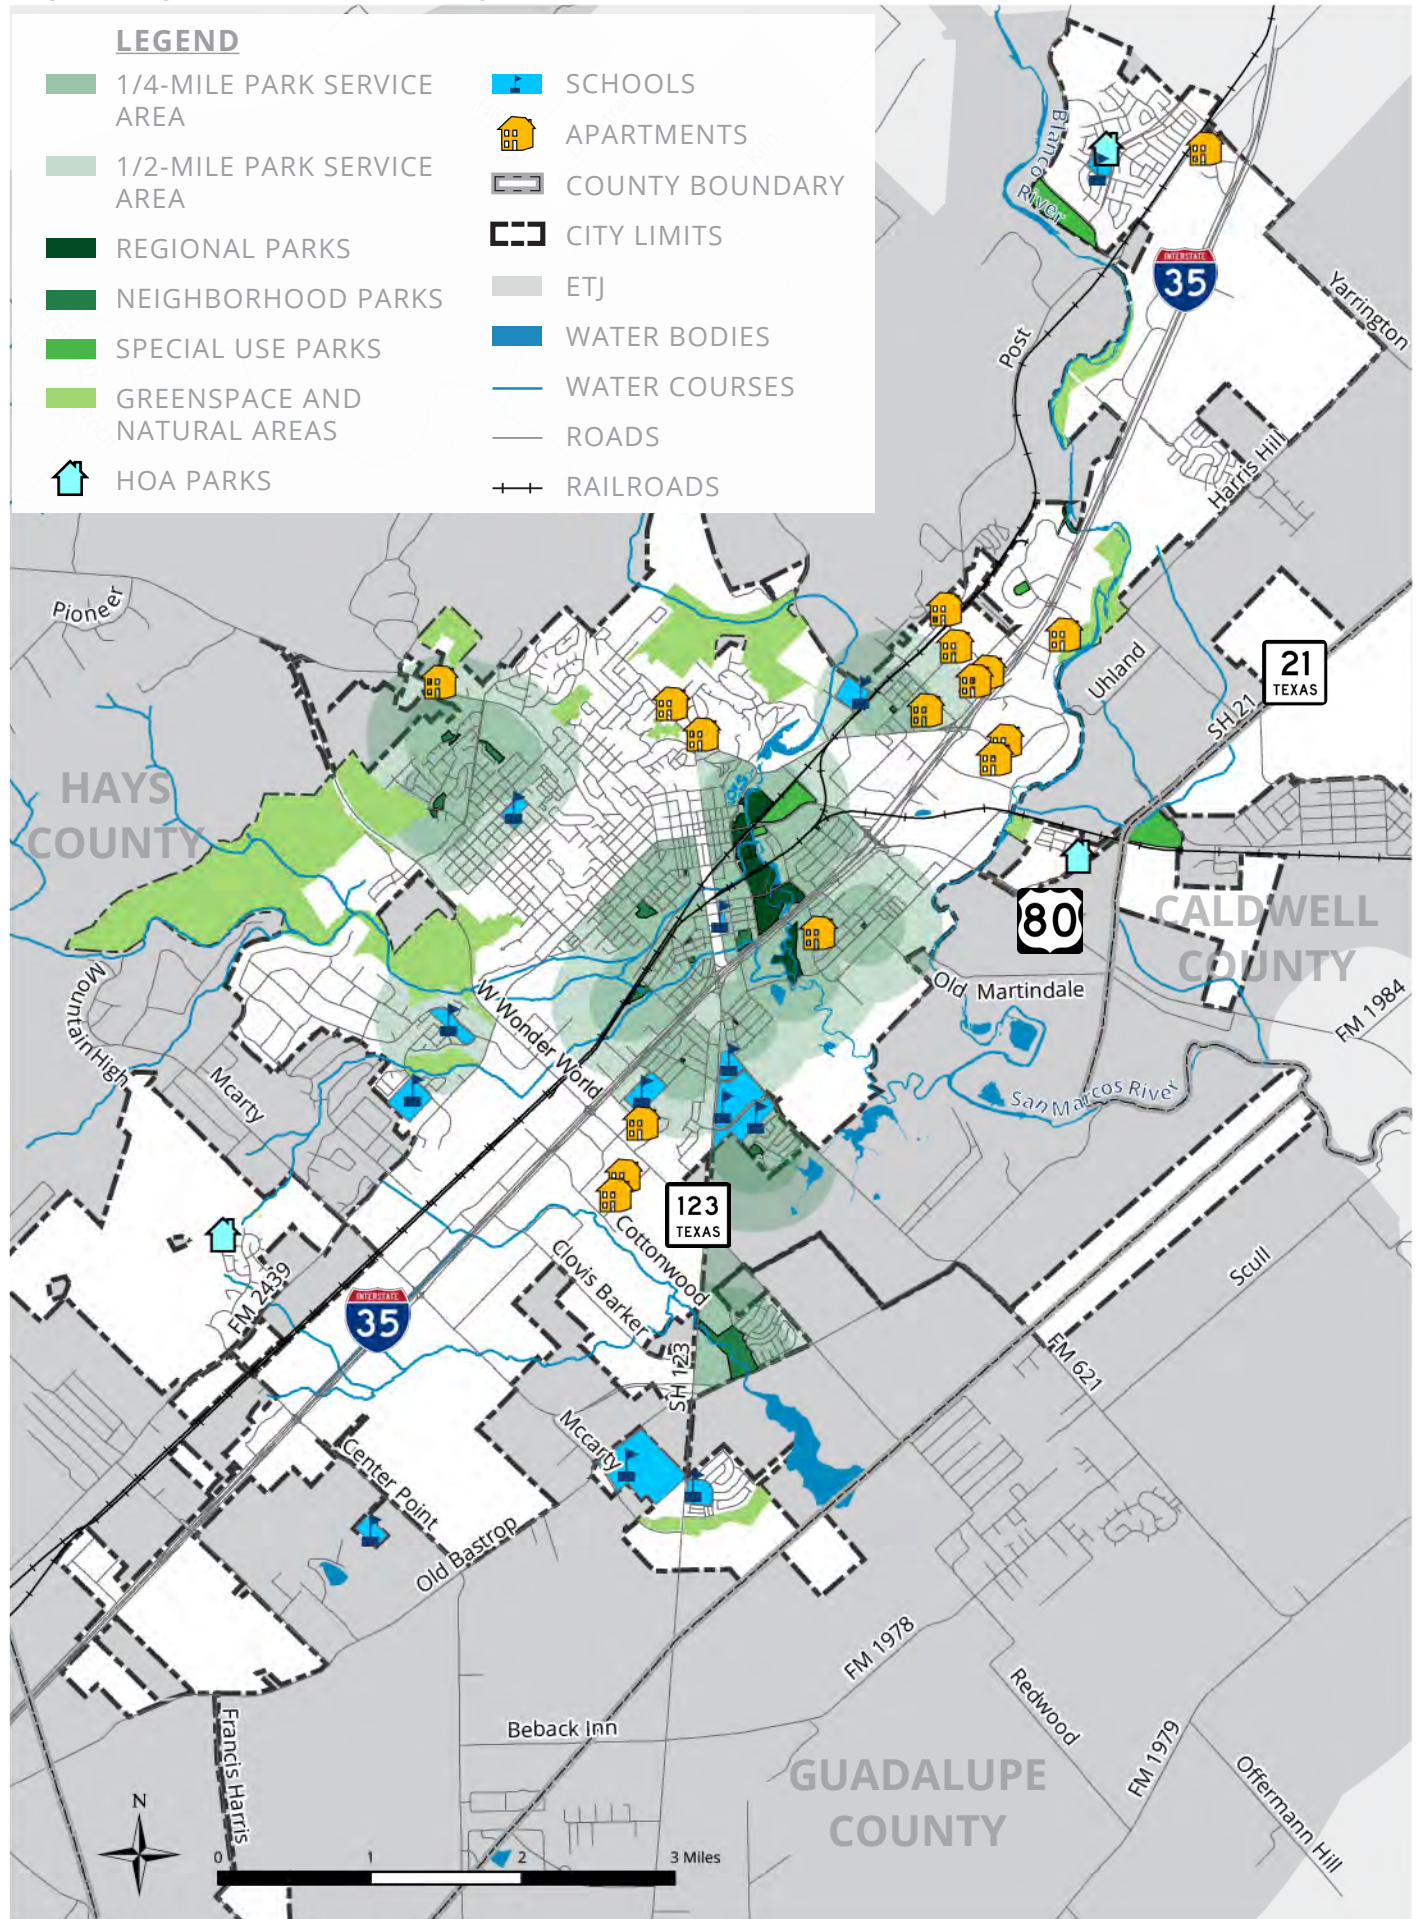 LEGEND
1/4-MILE PARK SERVICE
AREA
1/2-MILE PARK SERVICE
AREA
REGIONAL PARKS
NEIGHBORHOOD PARKS
SPECIAL USE PARKS
GREENSPACE AND
NATURAL AREAS
HOA PARKS
SCHOOLS
APARTMENTS
COUNTY BOUNDARY
CITY LIMITS
ETJ
WATER BODIES
WATER COURSES
ROADS
RAILROADS
Blanco
River
INTERSTATE
35
Yarrington
Post
Harris Hill
Pioneer
Uhland
21
TEXAS
SH 21
HAYS
COUNTY
80
CALDWELL
COUNTY
Old Martindale
FM 1984
Mountain High
W Wonder World
Mcarty
San Marcos River
123
TEXAS
Cottonwood
Clovis Barker
FM 2439
INTERSTATE
35
Scull
SH 123
FM 621
Mccarty
Center Point
Old Bastrop
FM 1978
Redwood
Francis Harris
Beback Inn
FM 1979
Offermann Hill
GUADALUPE
COUNTY
N
0 1 2 3 Miles